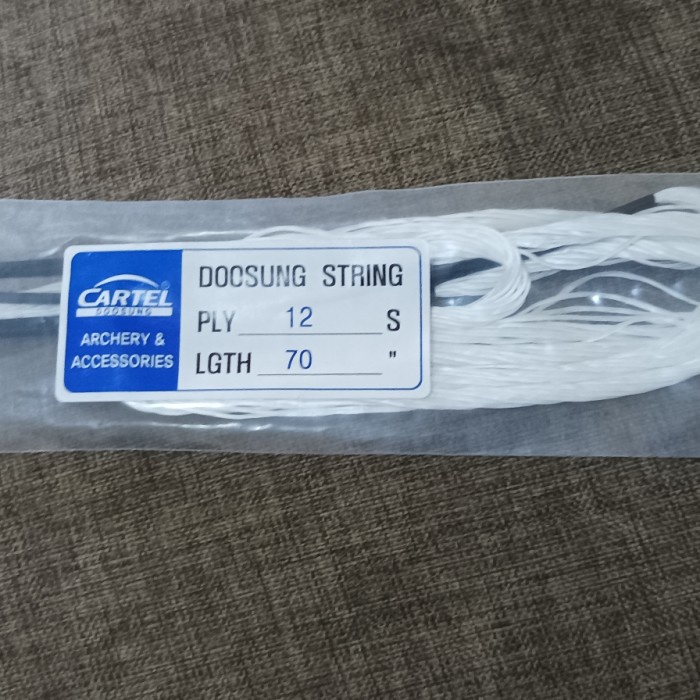 CARTEL®
DOOSUNG
ARCHERY &
ACCESSORIES
DOOSUNG STRING
PLY 12 S
LGTH 70 "